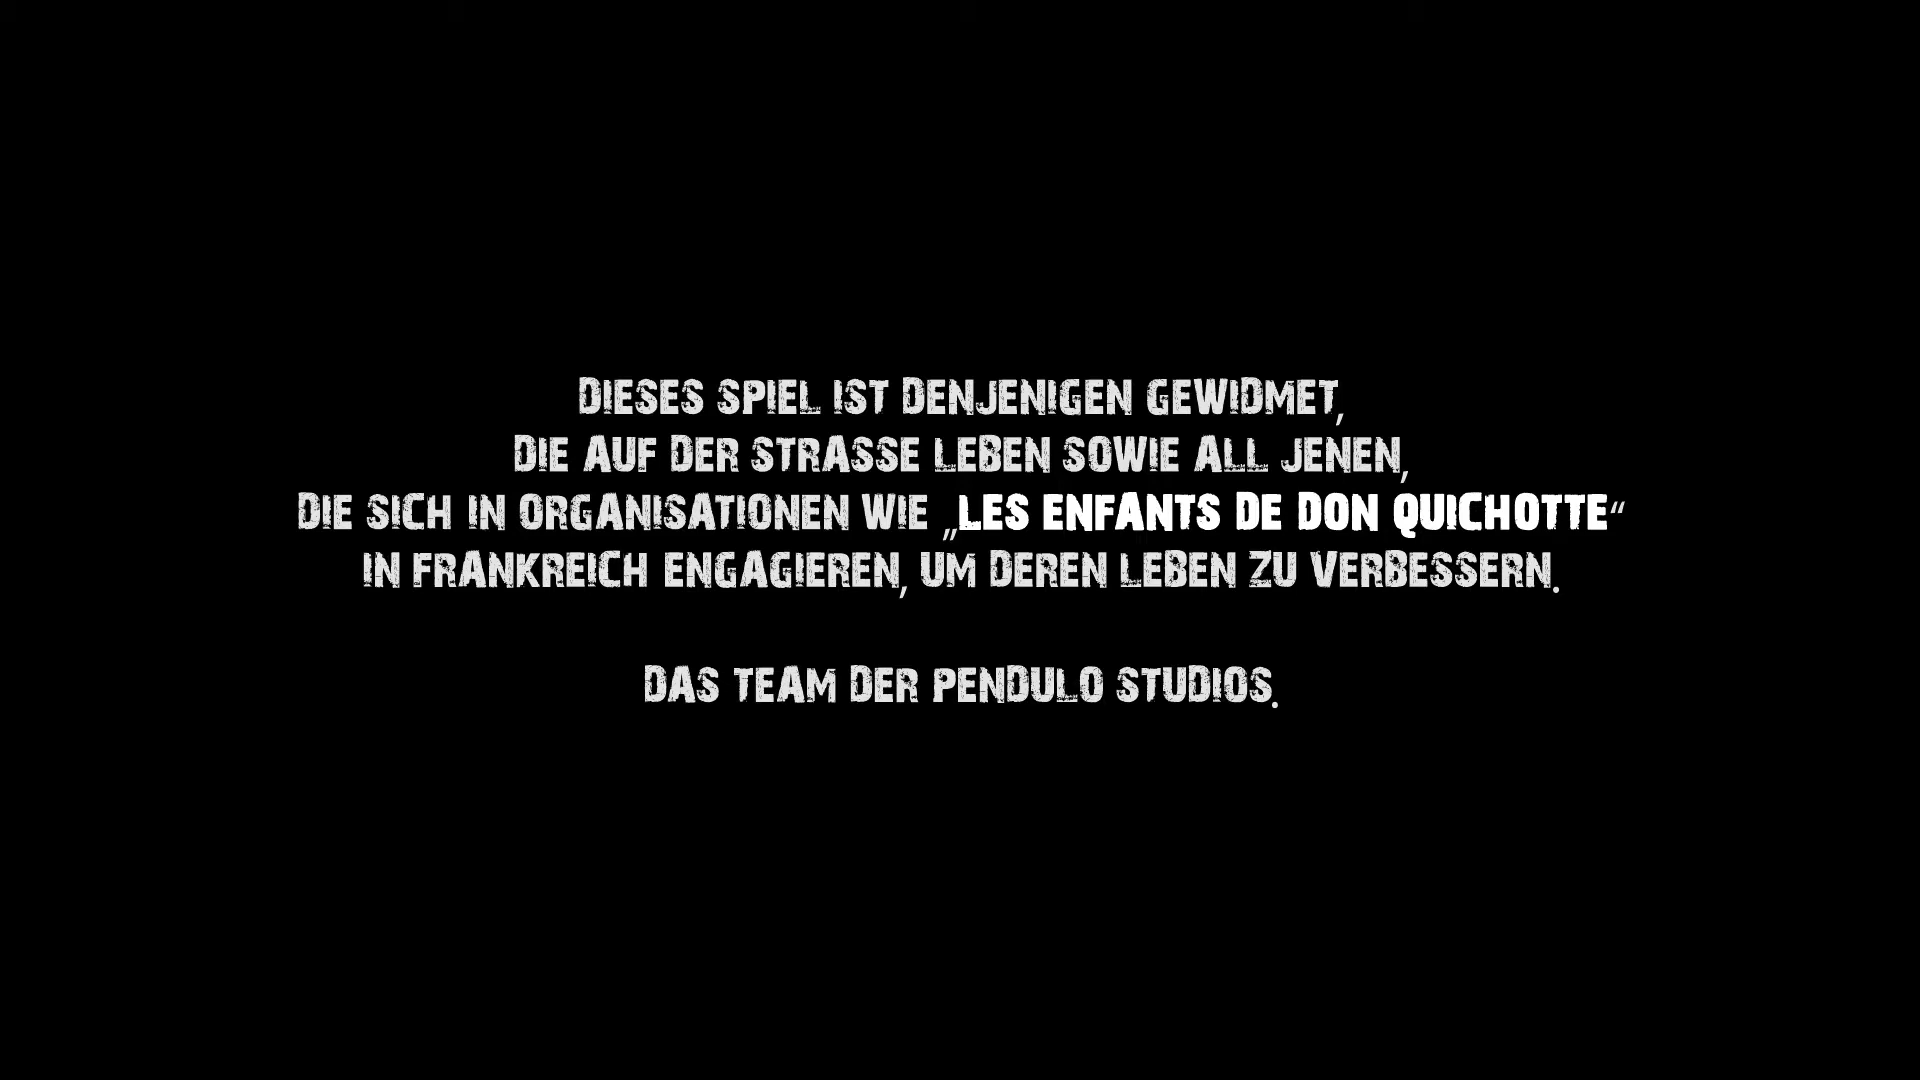 DIESES SPIEL IST DENJENIGEN GEWIDMET,
DIE AUF DER STRASSE LEBEN SOWIE ALL JENEN,
DIE SICH IN ORGANISATIONEN WIE „LES ENFANTS DE DON QUICHOTTE“
IN FRANKREICH ENGAGIEREN, UM DEREN LEBEN ZU VERBESSERN.
DAS TEAM DER PENDULO STUDIOS.